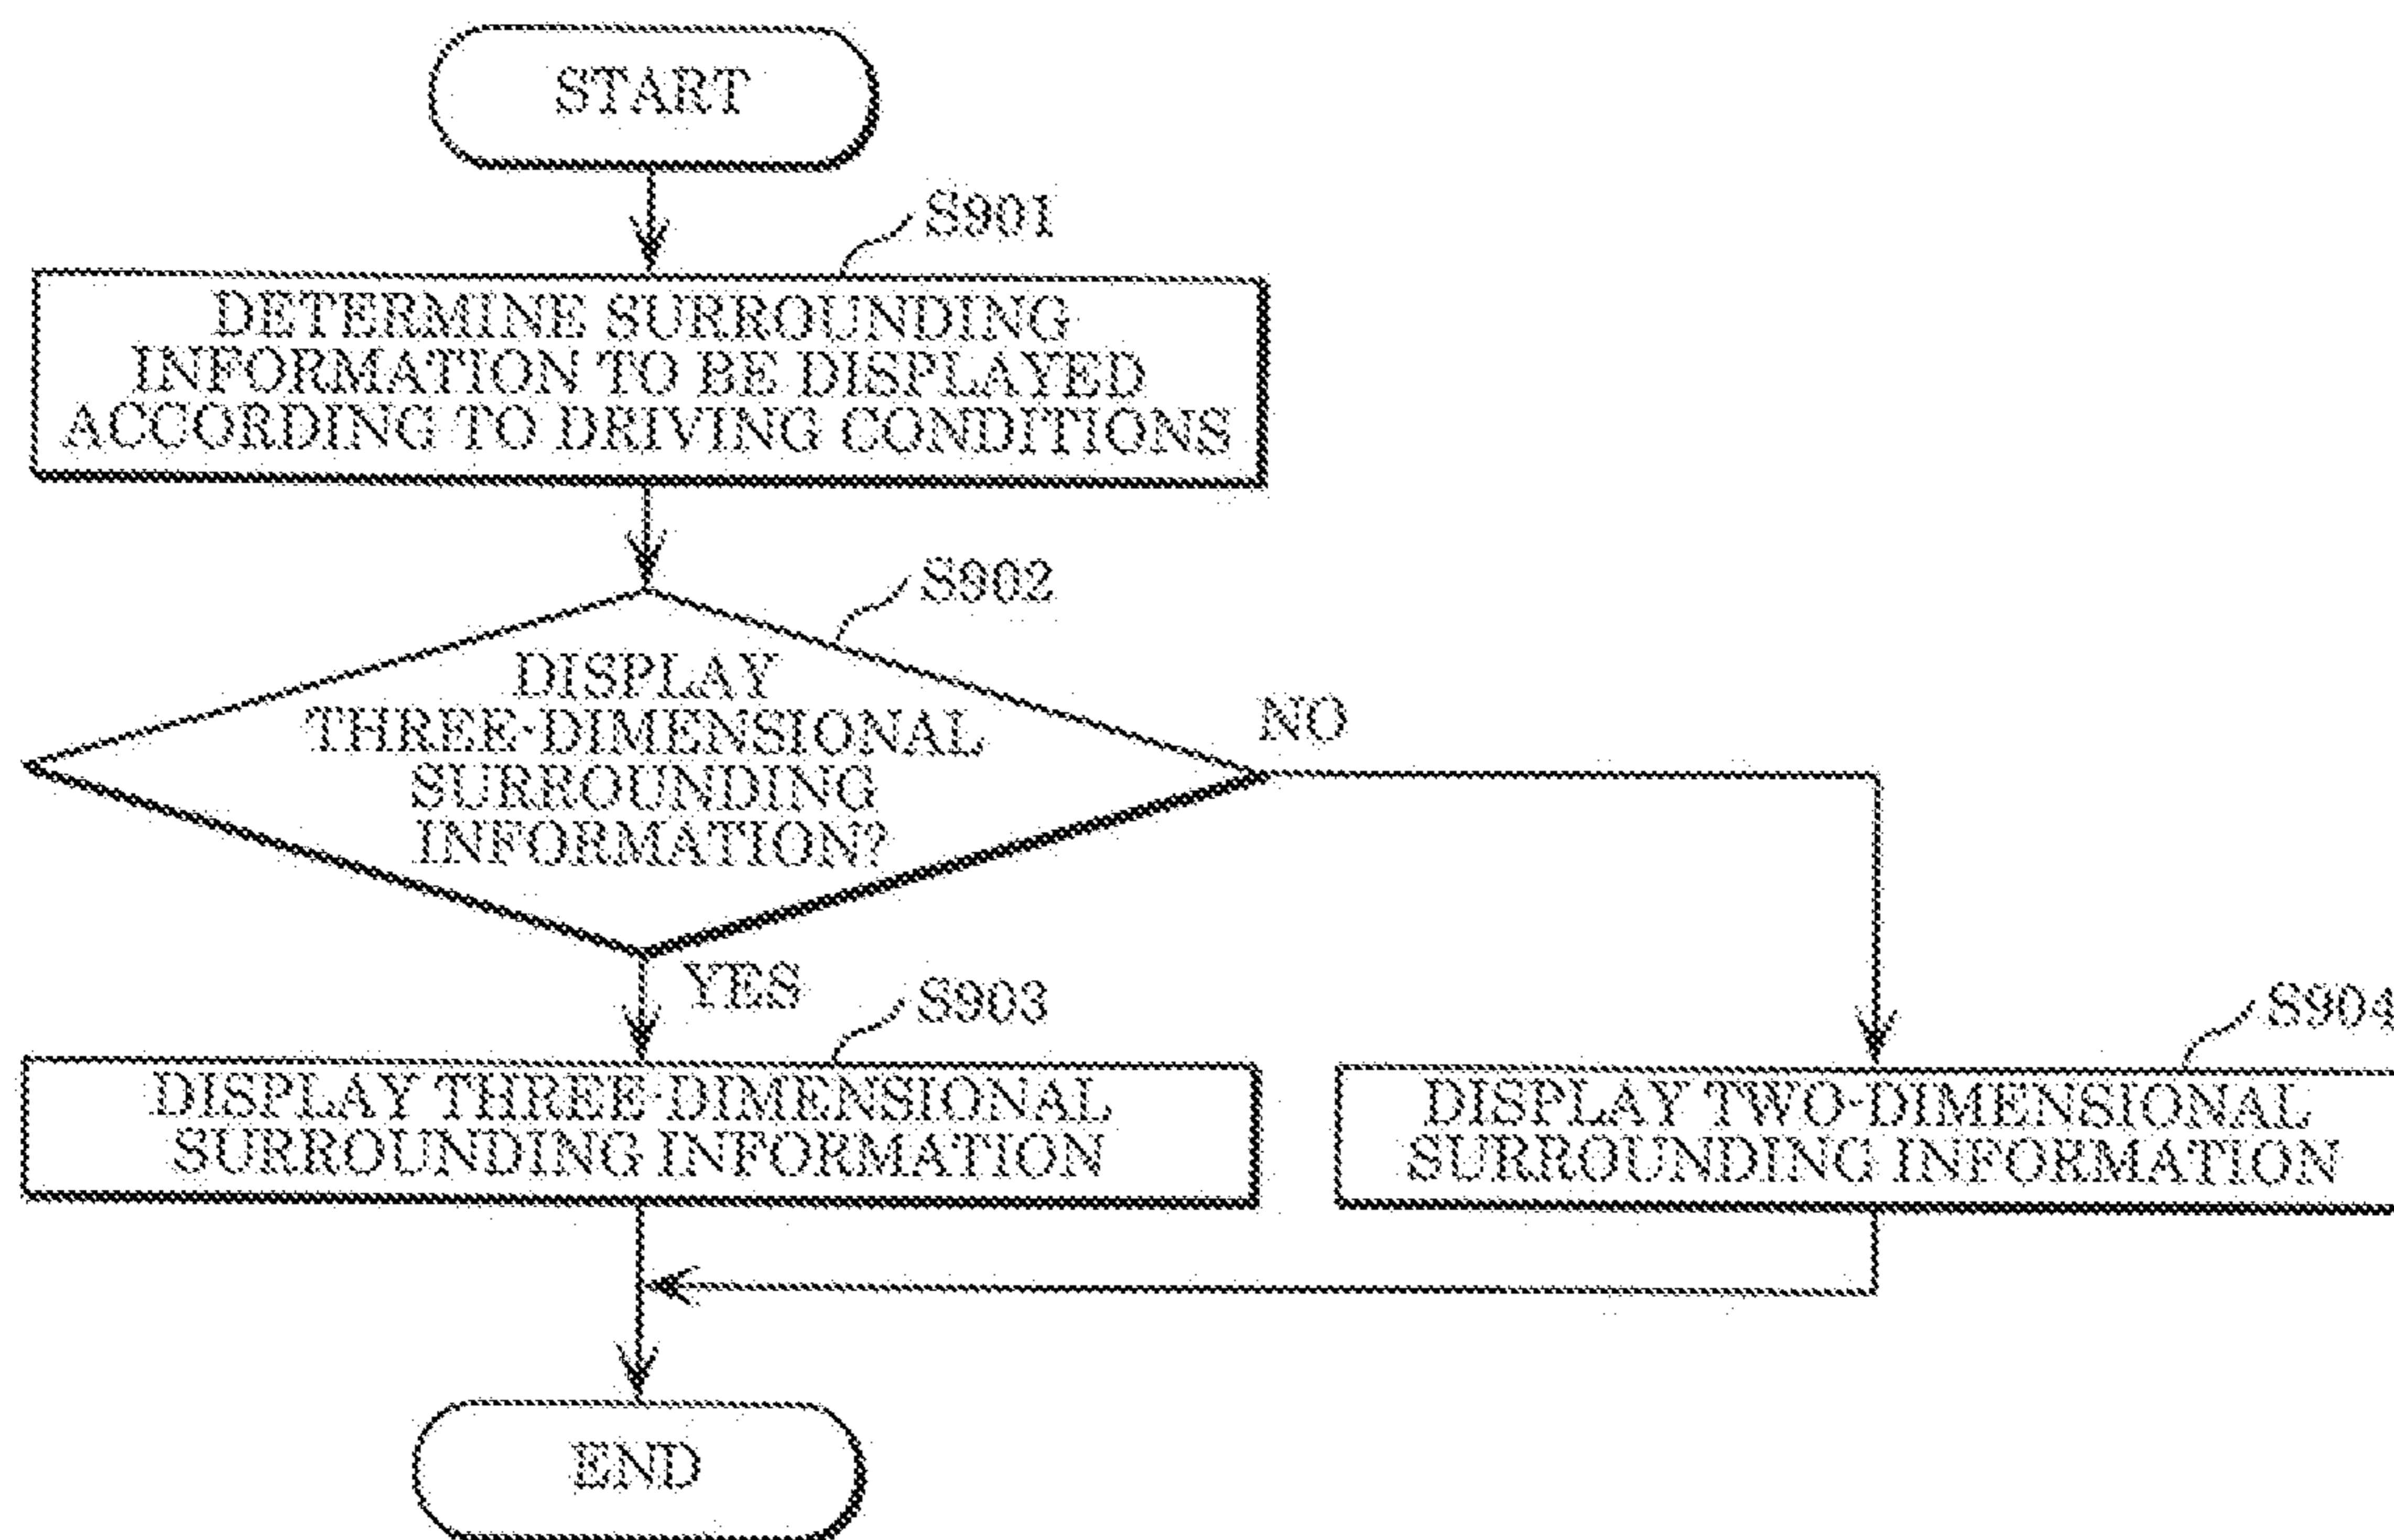 START
S901
DETERMINE SURROUNDING
INFORMATION TO BE DISPLAYED
ACCORDING TO DRIVING CONDITIONS
S902
DISPLAY
THREE-DIMENSIONAL
SURROUNDING
INFORMATION?
NO
YES
S903
DISPLAY THREE-DIMENSIONAL
SURROUNDING INFORMATION
S904
DISPLAY TWO-DIMENSIONAL
SURROUNDING INFORMATION
END